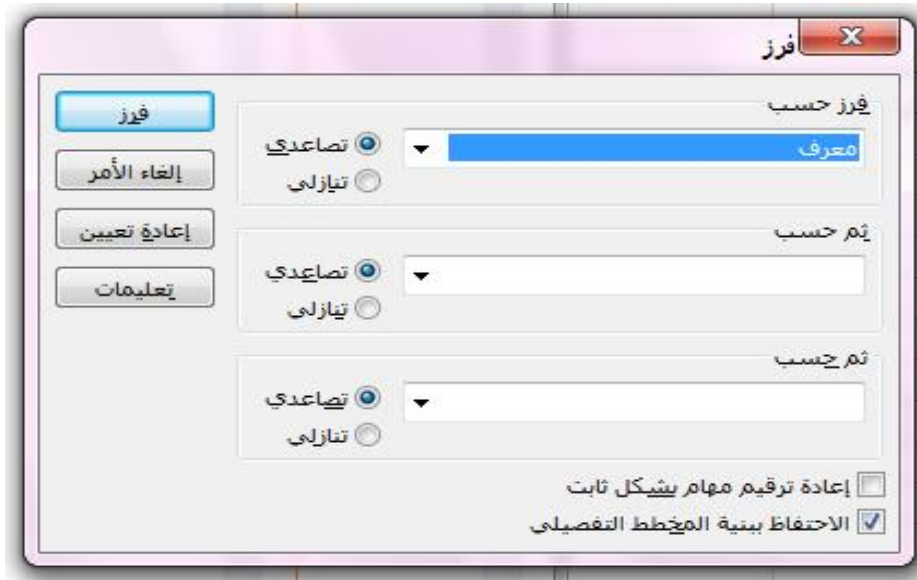 فرز
فرز حسب
معرف
تصاعدي
تنازلي
ثم حسب
تصاعدي
تنازلي
ثم حسب
تصاعدي
تنازلي
إعادة ترقيم مهام بشكل ثابت
الاحتفاظ ببنية المخطط التفصيلي
فرز
إلغاء الأمر
إعادة تعيين
تعليمات